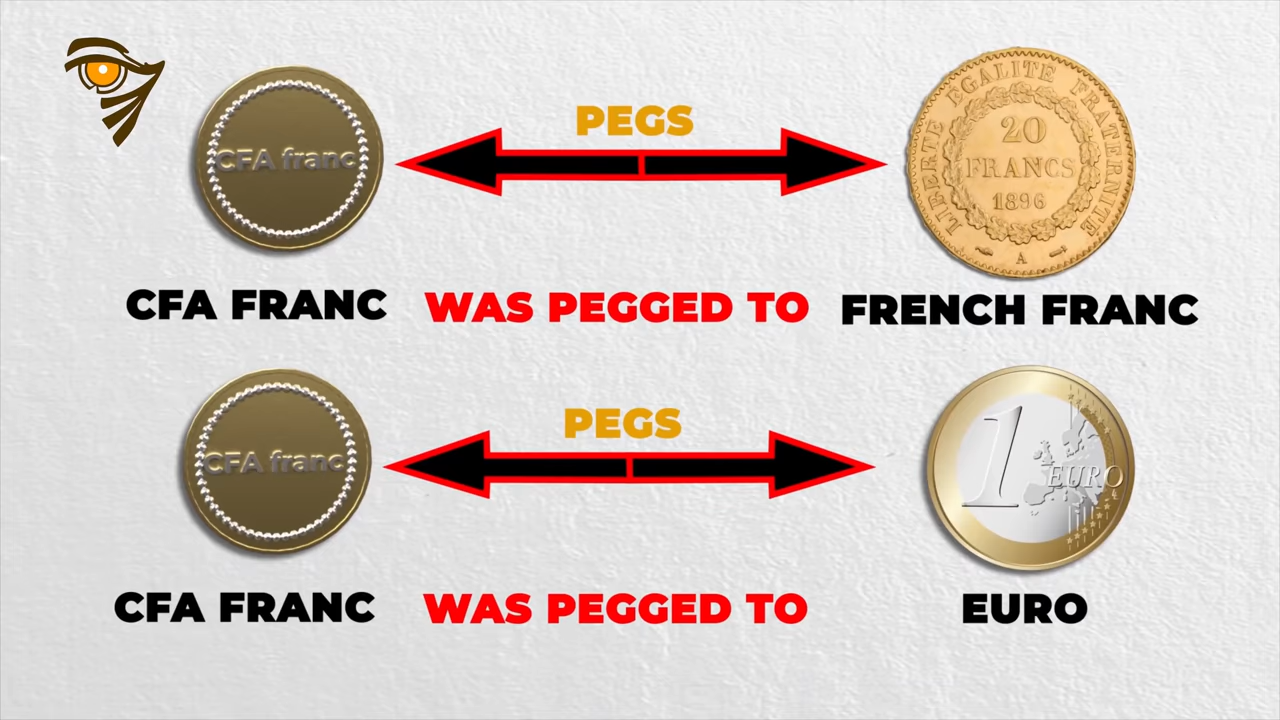 PEGS
CFA franc
LIBERTE EGALITE FRATERNITE
20
FRANCS
1896
A
CFA FRANC WAS PEGGED TO FRENCH FRANC
PEGS
CFA franc
1 EURO
CFA FRANC WAS PEGGED TO EURO